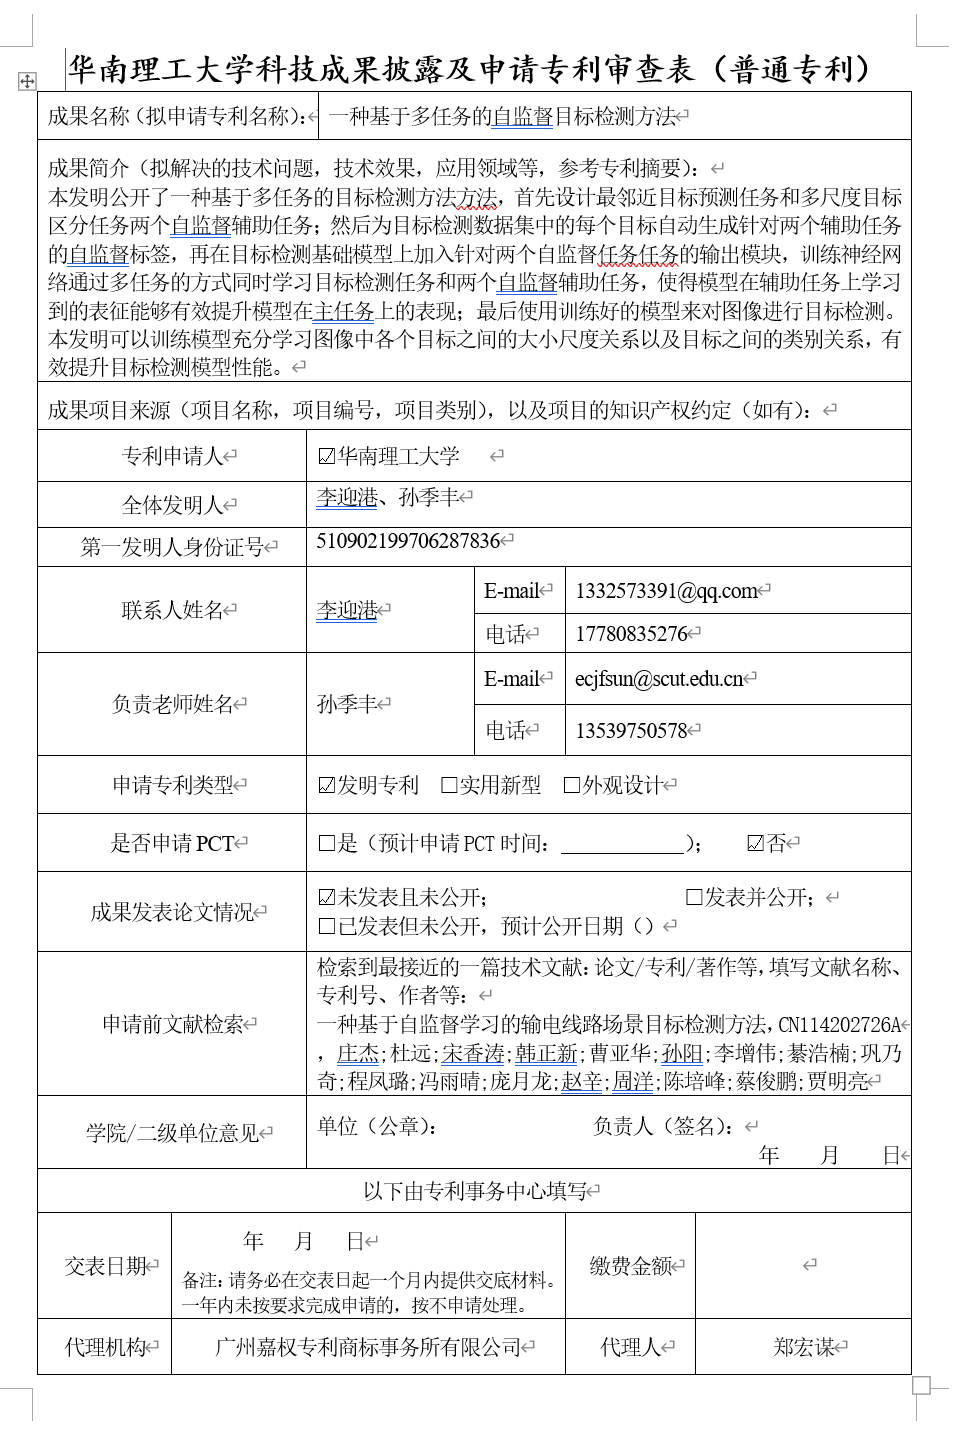 华南理工大学科技成果披露及申请专利审查表（普通专利）
成果名称（拟申请专利名称）：
一种基于多任务的自监督目标检测方法
成果简介（拟解决的技术问题，技术效果，应用领域等，参考专利摘要）：
本发明公开了一种基于多任务的目标检测方法方法，首先设计最邻近目标预测任务和多尺度目标
区分任务两个自监督辅助任务；然后为目标检测数据集中的每个目标自动生成针对两个辅助任务
的自监督标签，再在目标检测基础模型上加入针对两个自监督任务任务的输出模块，训练神经网
络通过多任务的方式同时学习目标检测任务和两个自监督辅助任务，使得模型在辅助任务上学习
到的表征能够有效提升模型在主任务上的表现；最后使用训练好的模型来对图像进行目标检测。
本发明可以训练模型充分学习图像中各个目标之间的大小尺度关系以及目标之间的类别关系，有
效提升目标检测模型性能。
成果项目来源（项目名称，项目编号，项目类别），以及项目的知识产权约定（如有）：
专利申请人
☑华南理工大学
全体发明人
李迎港、孙季丰
第一发明人身份证号
510902199706287836
联系人姓名
李迎港
E-mail
1332573391@qq.com
电话
17780835276
负责老师姓名
孙季丰
E-mail
ecjfsun@scut.edu.cn
电话
13539750578
申请专利类型
☑发明专利 □实用新型 □外观设计
是否申请 PCT
□是（预计申请 PCT 时间：____________）； ☑否
成果发表论文情况
☑未发表且未公开； □发表并公开；
□已发表但未公开，预计公开日期（）
申请前文献检索
检索到最接近的一篇技术文献：论文/专利/著作等，填写文献名称、
专利号、作者等：
一种基于自监督学习的输电线路场景目标检测方法，CN114202726A
，庄杰;杜远;宋香涛;韩正新;曹亚华;孙阳;李增伟;綦浩楠;巩乃
奇;程凤璐;冯雨晴;庞月龙;赵辛;周洋;陈培峰;蔡俊鹏;贾明亮
学院/二级单位意见
单位（公章）： 负责人（签名）：
年 月 日
以下由专利事务中心填写
交表日期
年 月 日
备注：请务必在交表日起一个月内提供交底材料。
一年内未按要求完成申请的，按不申请处理。
缴费金额
代理机构
广州嘉权专利商标事务所有限公司
代理人
郑宏谋